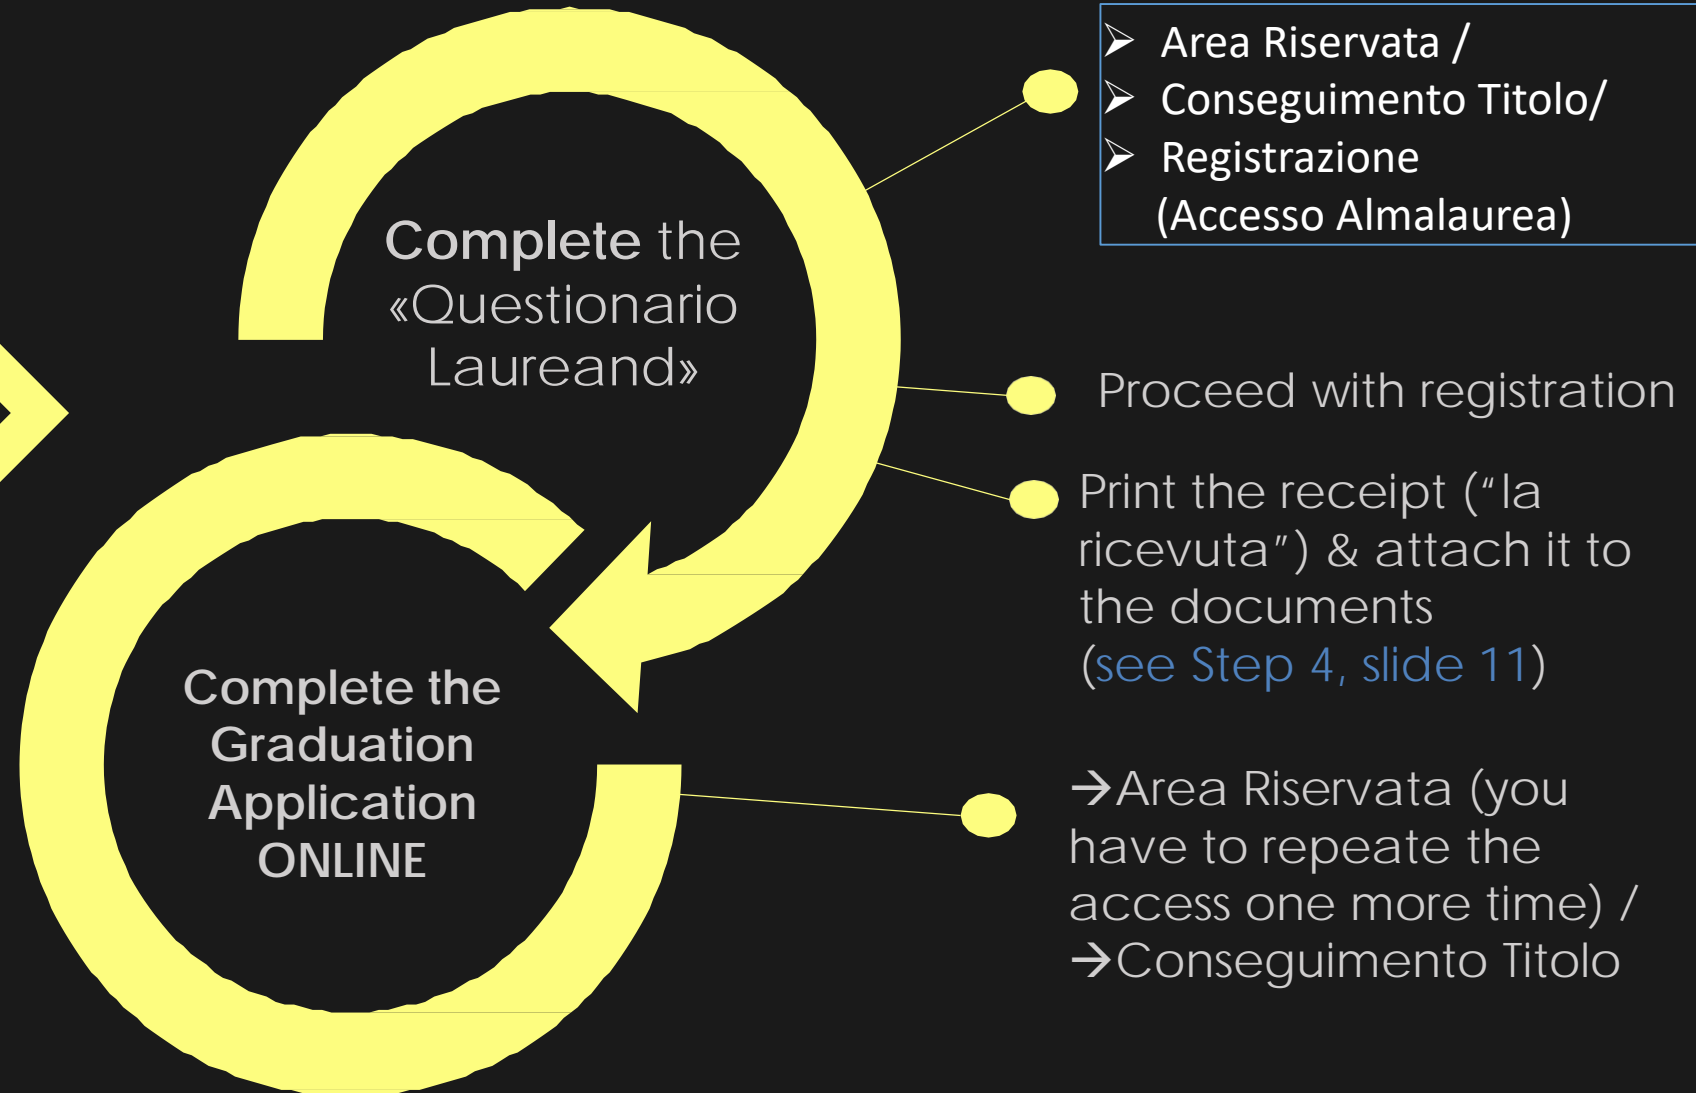 Complete the
«Questionario
Laureand»
Area Riservata /
Conseguimento Titolo/
Registrazione
(Accesso Almalaurea)
Proceed with registration
Print the receipt (“la
ricevuta”) & attach it to
the documents
(see Step 4, slide 11)
Complete the
Graduation
Application
ONLINE
→Area Riservata (you
have to repeate the
access one more time) /
→Conseguimento Titolo